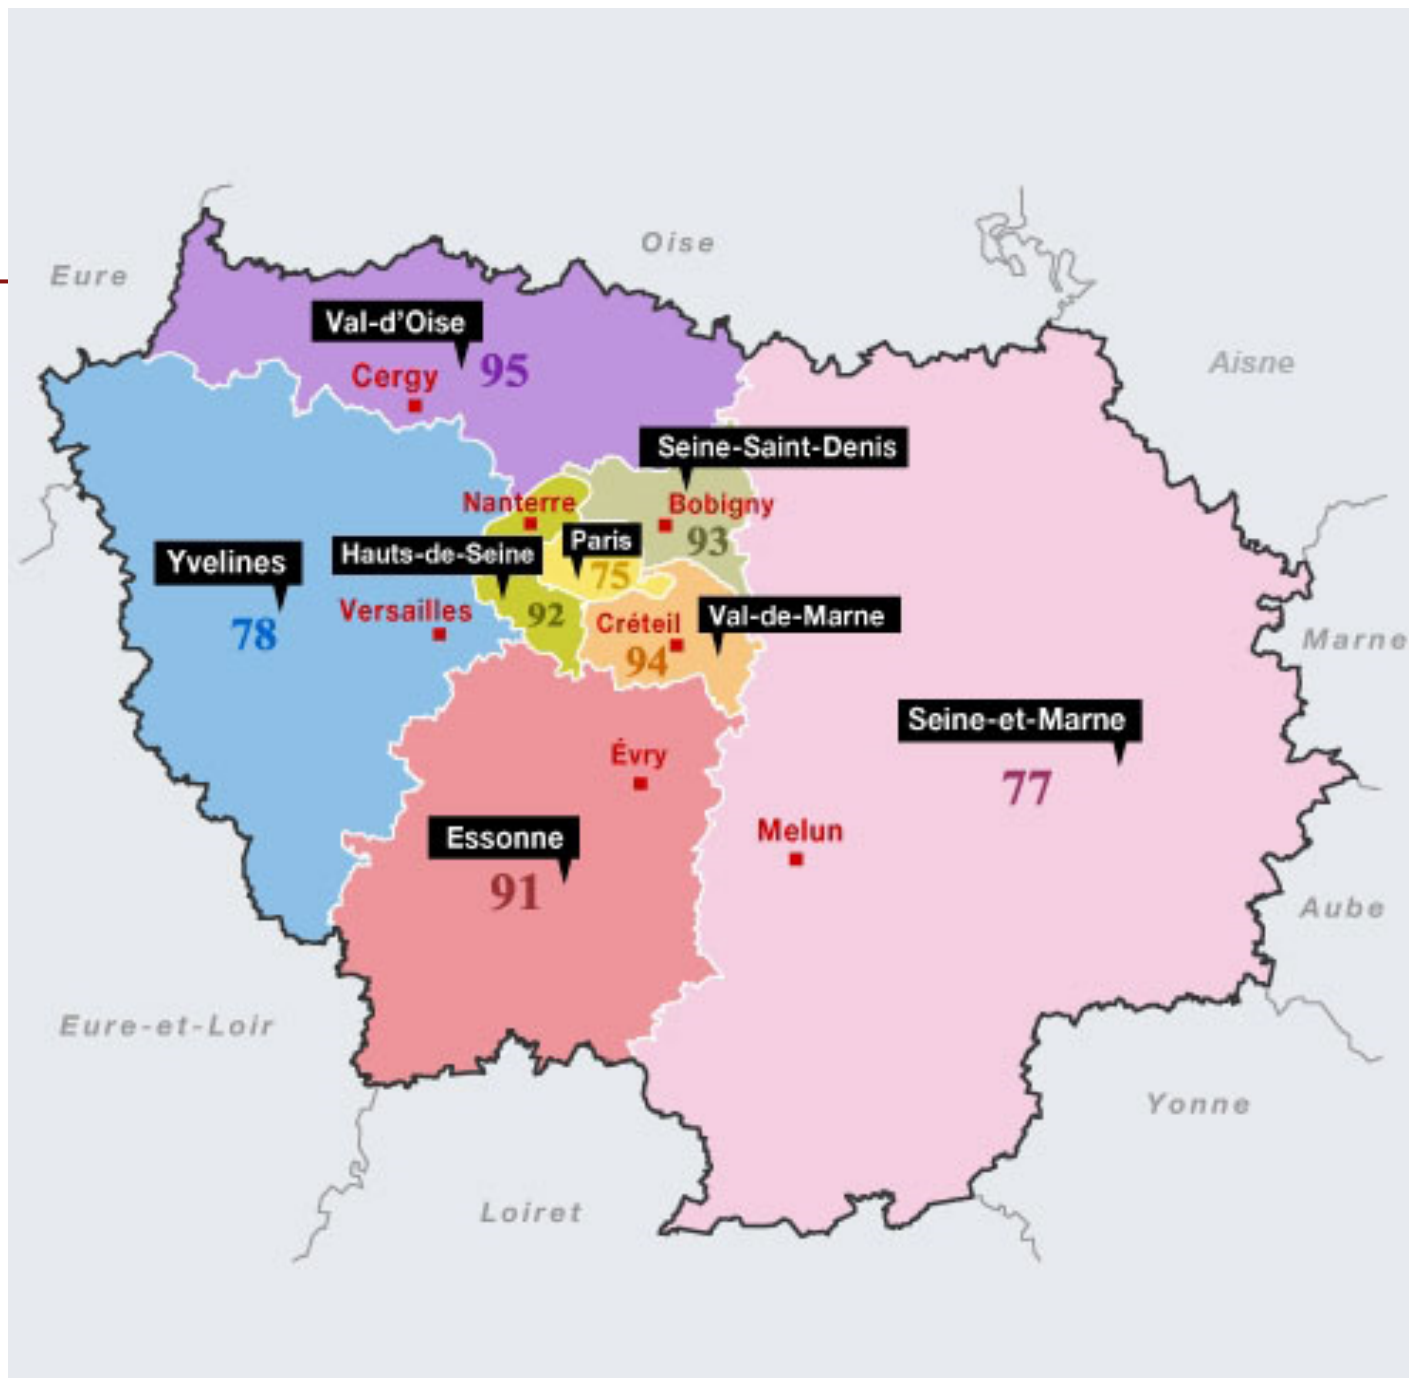 Oise
Eure
Val-d'Oise
95
Cergy
Aisne
Seine-Saint-Denis
Nanterre
Bobigny
93
Paris
75
Hauts-de-Seine
92
Yvelines
78
Versailles
Créteil
94
Val-de-Marne
Marne
Seine-et-Marne
77
Évry
Melun
Essonne
91
Aube
Eure-et-Loir
Yonne
Loiret